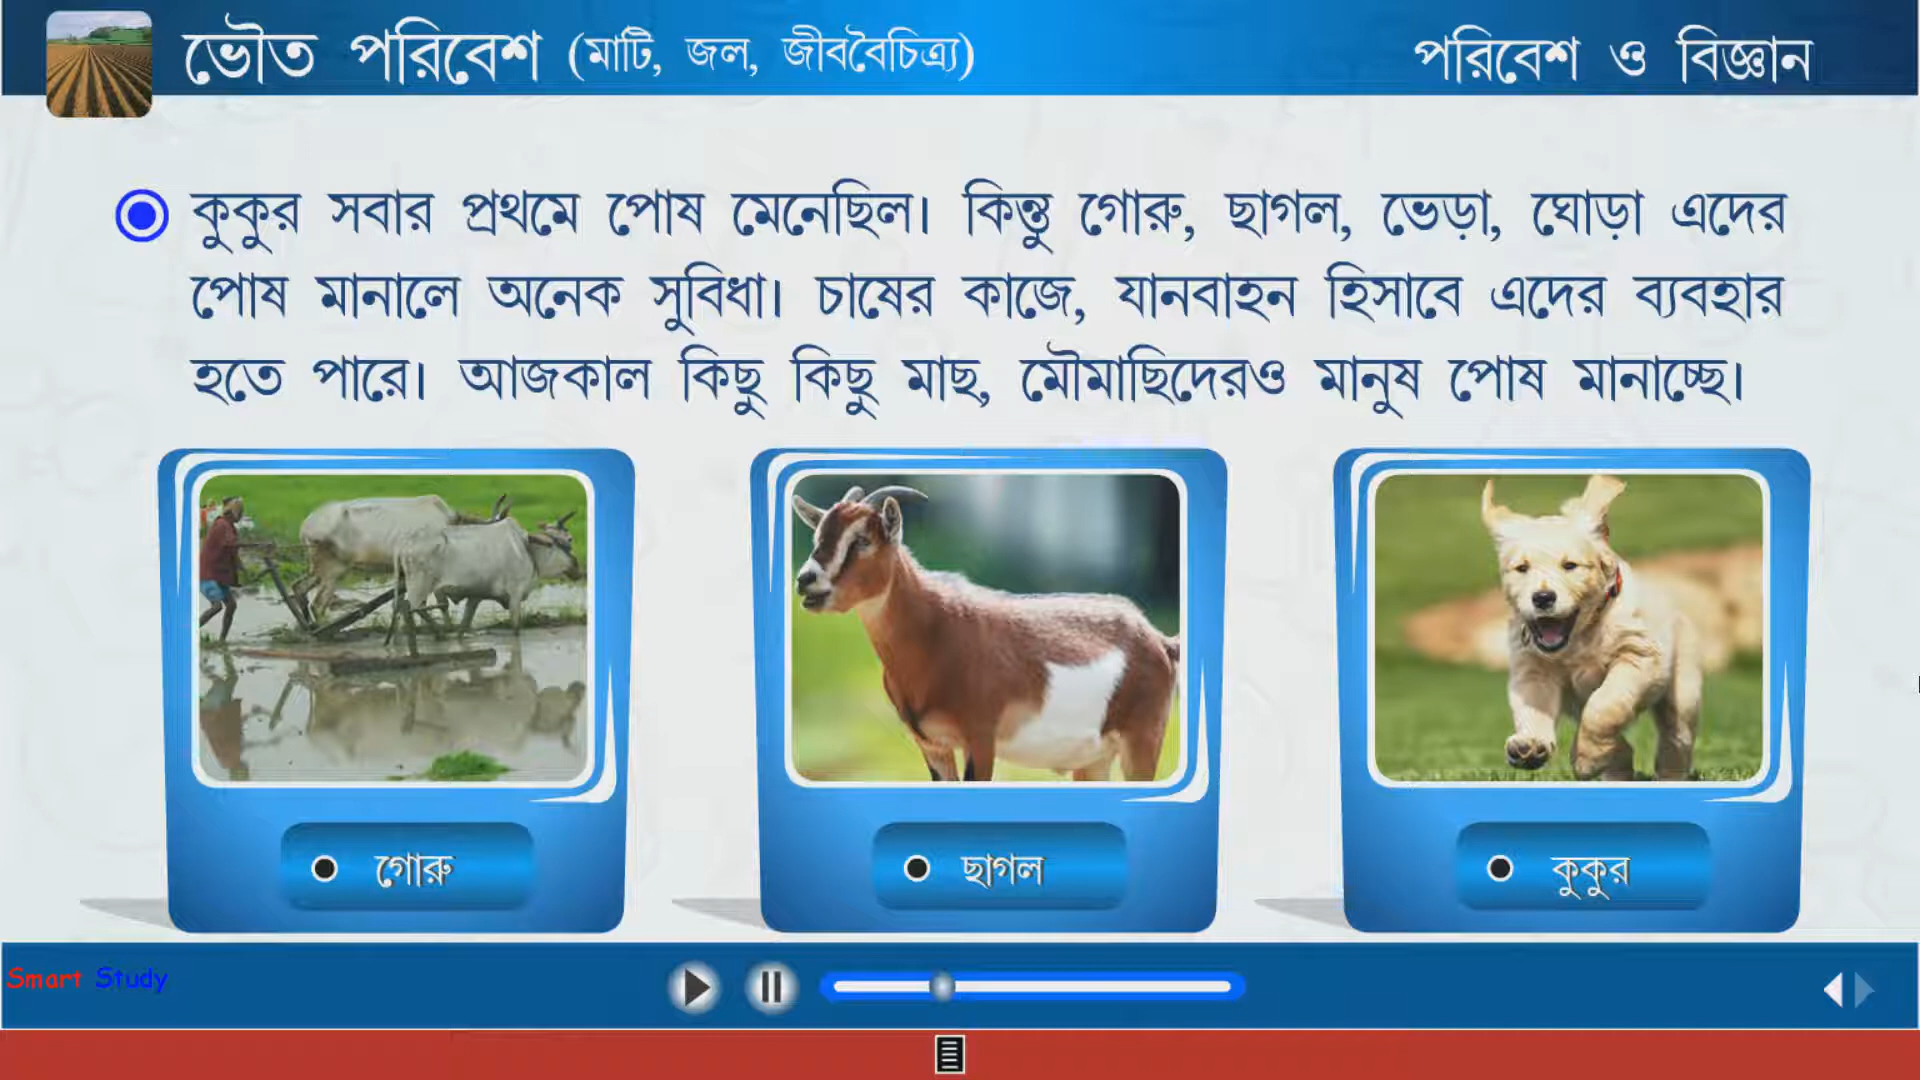 ভৌত পরিবেশ (মাটি, জল, জীববৈচিত্র্য)
পরিবেশ ও বিজ্ঞান
কুকুর সবার প্রথমে পোষ মেনেছিল। কিন্তু গোরু, ছাগল, ভেড়া, ঘোড়া এদের
পোষ মানালে অনেক সুবিধা। চাষের কাজে, যানবাহন হিসাবে এদের ব্যবহার
হতে পারে। আজকাল কিছু কিছু মাছ, মৌমাছিদেরও মানুষ পোষ মানাচ্ছে।
গোরু
ছাগল
কুকুর
Smart Study